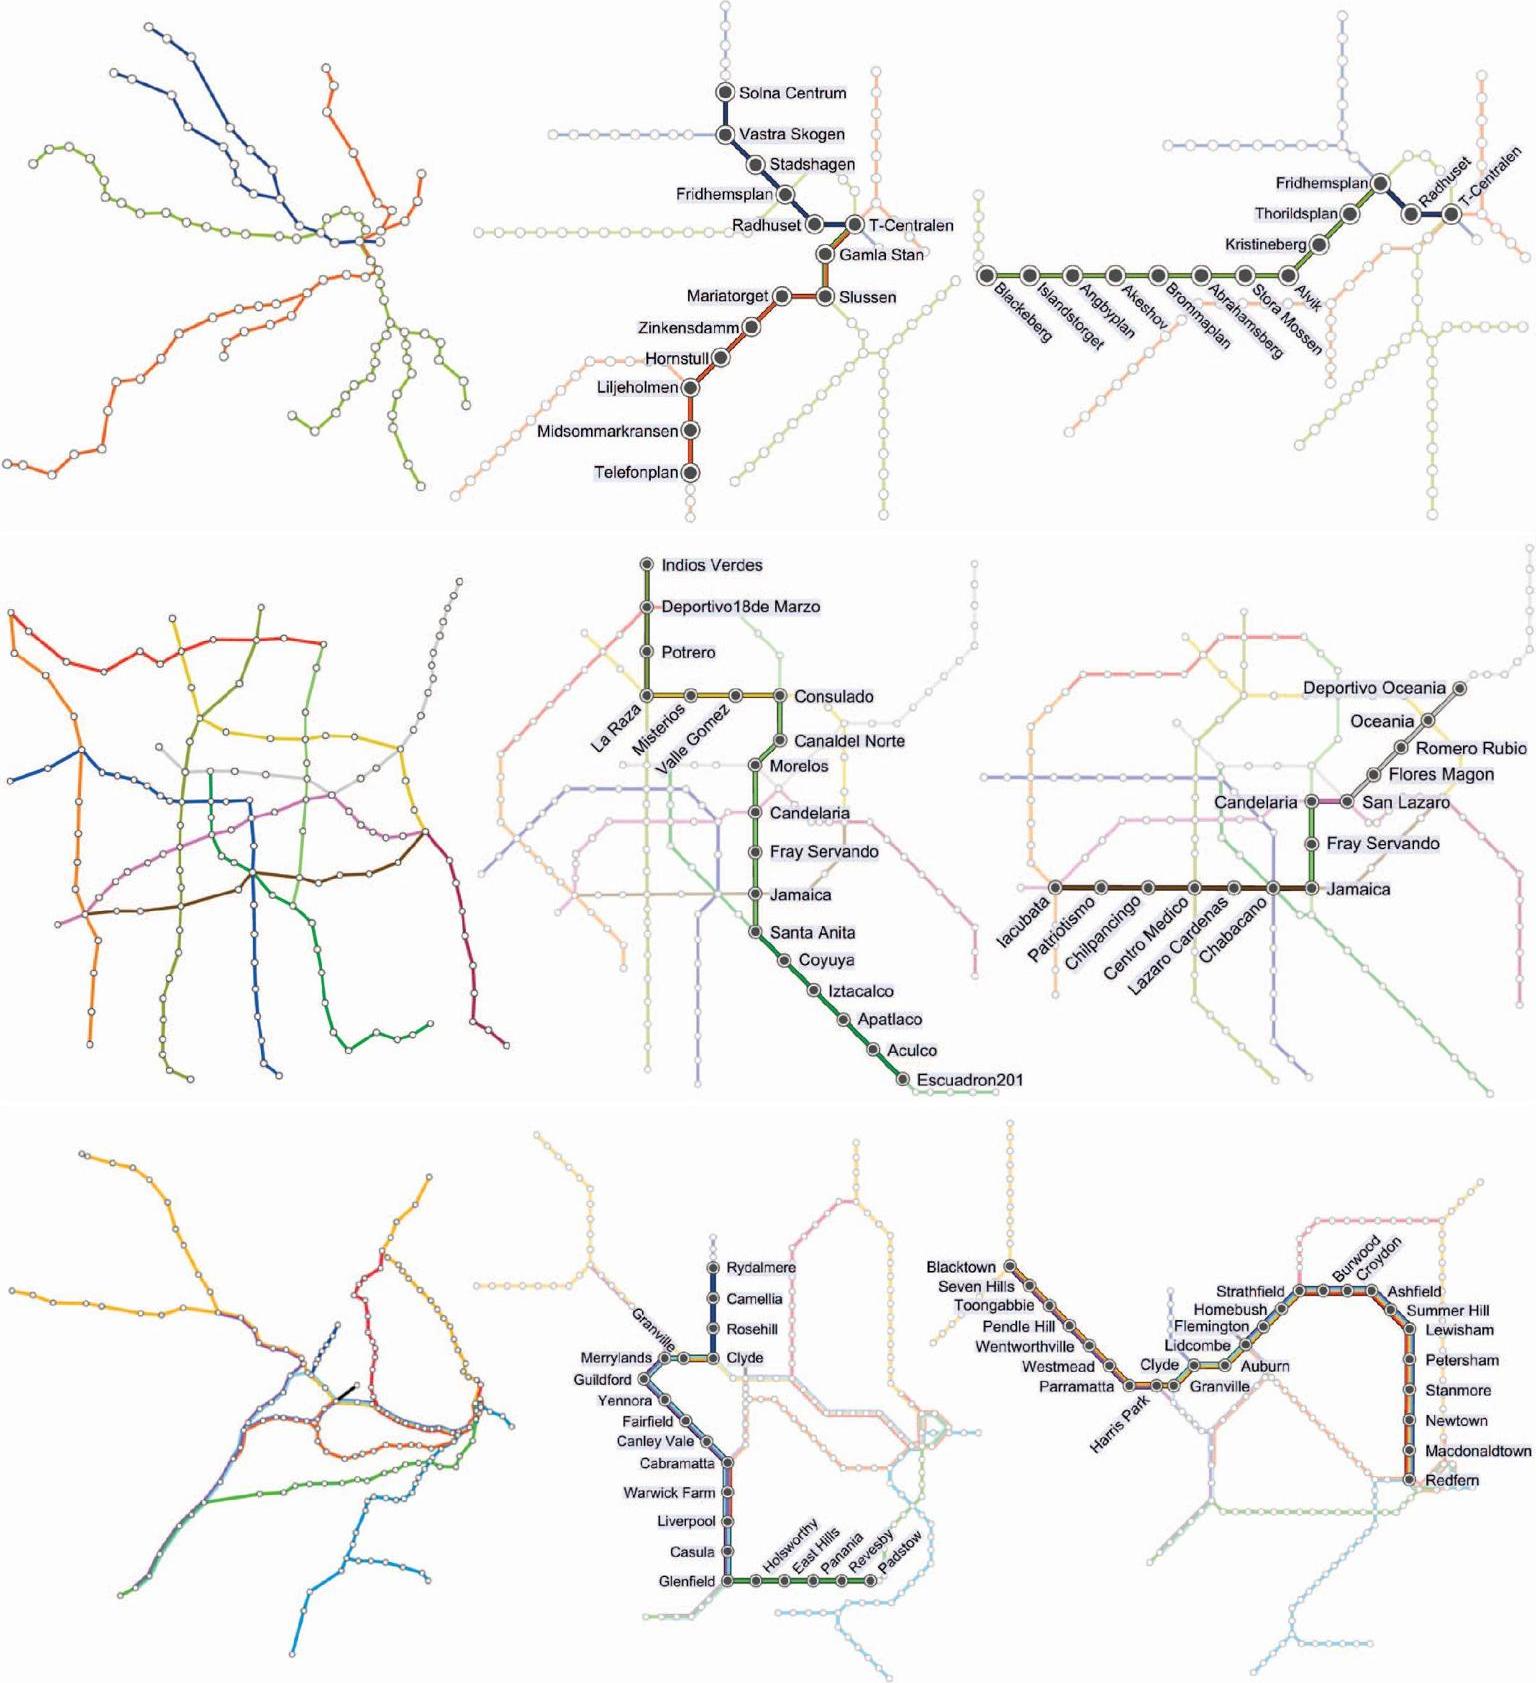 Solna Centrum
Vastra Skogen
Stadshagen
Fridhemsplan
Radhuset
T-Centralen
Gamla Stan
Mariatorget
Slussen
Zinkensdamm
Hornstull
Liljeholmen
Midsommarkransen
Telefonplan
Fridhemsplan
Radhuset
T-Centralen
Thorildsplan
Kristineberg
Blackeberg
Islandstorget
Angbyplan
Akeshov
Brommaplan
Abrahamsberg
Stora Mossen
Alvik
Indios Verdes
Deportivo18de Marzo
Potrero
La Raza
Misterios
Valle Gomez
Consulado
Canaldel Norte
Morelos
Candelaria
Fray Servando
Jamaica
Santa Anita
Coyuya
Iztacalco
Apatlaco
Aculco
Escuadron201
Deportivo Oceania
Oceania
Romero Rubio
Flores Magon
Candelaria
San Lazaro
Fray Servando
Iacubata
Patriotismo
Chilpancingo
Centro Medico
Lazaro Cardenas
Chabacano
Jamaica
Rydalmere
Camellia
Rosehill
Granville
Merrylands
Clyde
Guildford
Yennora
Fairfield
Canley Vale
Cabramatta
Warwick Farm
Liverpool
Casula
Glenfield
Holsworthy
East Hills
Panania
Revesby
Padstow
Blacktown
Seven Hills
Toongabbie
Pendle Hill
Wentworthville
Westmead
Parramatta
Harris Park
Granville
Clyde
Auburn
Lidcombe
Flemington
Homebush
Strathfield
Burwood
Croydon
Ashfield
Summer Hill
Lewisham
Petersham
Stanmore
Newtown
Macdonaldtown
Redfern